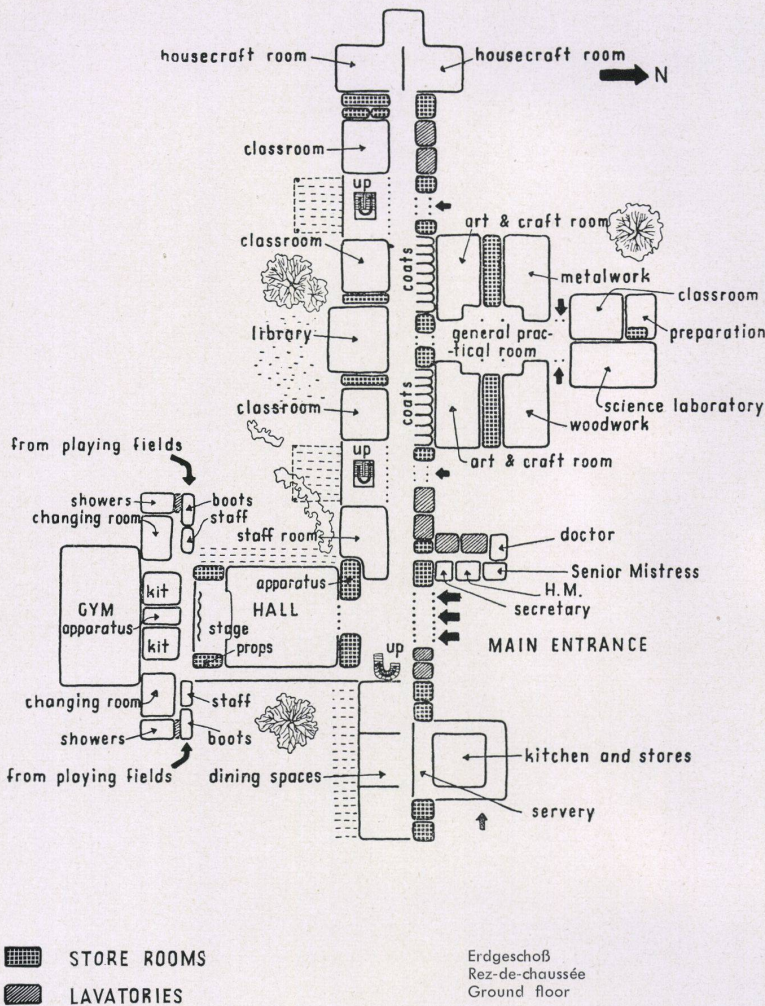 housecraft room
housecraft room
N
classroom
up
art & craft room
classroom
coats
metalwork
classroom
library
general prac-
-tical room
preparation
classroom
coats
science laboratory
woodwork
up
art & craft room
from playing fields
showers
boots
changing room
staff
staff room
doctor
kit
apparatus
Senior Mistress
GYM
HALL
H.M.
apparatus
secretary
stage
kit
props
up
MAIN ENTRANCE
changing room
staff
showers
boots
from playing fields
dining spaces
kitchen and stores
servery
STORE ROOMS
LAVATORIES
Erdgeschoß
Rez-de-chaussée
Ground floor